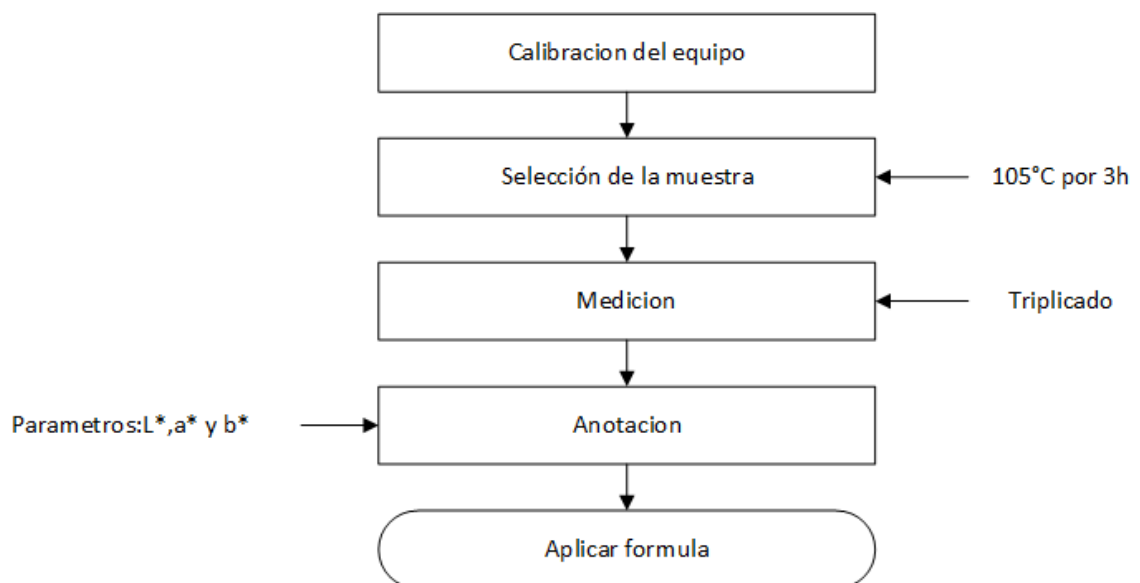 Calibracion del equipo
Selección de la muestra
105°C por 3h
Medicion
Triplicado
Parametros:L*,a* y b*
Anotacion
Aplicar formula